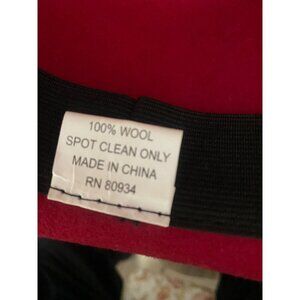 100% WOOL
SPOT CLEAN ONLY
MADE IN CHINA
RN 80934